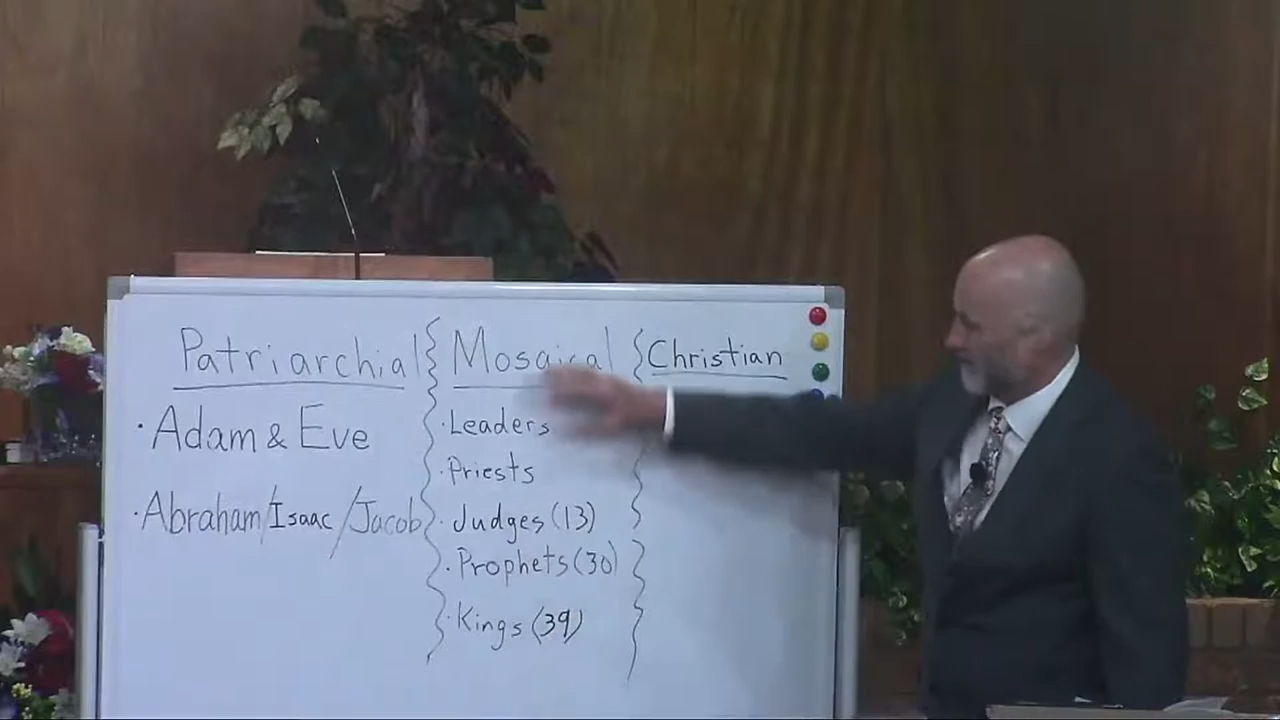 Patriarchial
Adam & Eve
Abraham/Isaac/Jacob
Mosaical
· Leaders
· Priests
· Judges (13)
· Prophets (30)
· Kings (39)
Christian